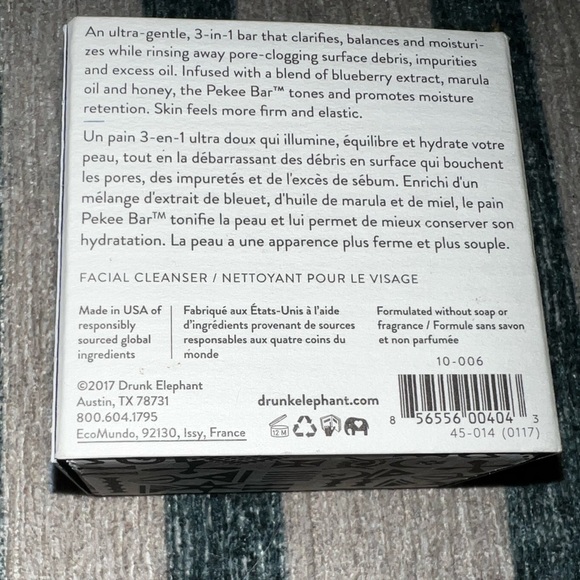 An ultra-gentle, 3-in-1 bar that clarifies, balances and moisturi-
zes while rinsing away pore-clogging surface debris, impurities
and excess oil. Infused with a blend of blueberry extract, marula
oil and honey, the Pekee Bar™ tones and promotes moisture
retention. Skin feels more firm and elastic.
Un pain 3-en-1 ultra doux qui illumine, équilibre et hydrate votre
peau, tout en la débarrassant des débris en surface qui bouchent
les pores, des impuretés et de l'excès de sébum. Enrichi d'un
mélange d'extrait de bleuet, d'huile de marula et de miel, le pain
Pekee Bar™ tonifie la peau et lui permet de mieux conserver son
hydratation. La peau a une apparence plus ferme et plus souple.
FACIAL CLEANSER / NETTOYANT POUR LE VISAGE
Made in USA of
responsibly
sourced global
ingredients
Fabriqué aux États-Unis à l'aide
d'ingrédients provenant de sources
responsables aux quatre coins du
monde
Formulated without soap or
fragrance / Formule sans savon
et non parfumée
10-006
©2017 Drunk Elephant
Austin, TX 78731
800.604.1795
EcoMundo, 92130, Issy, France
drunkelephant.com
12 M
8 56556 00404 3
45-014 (0117)